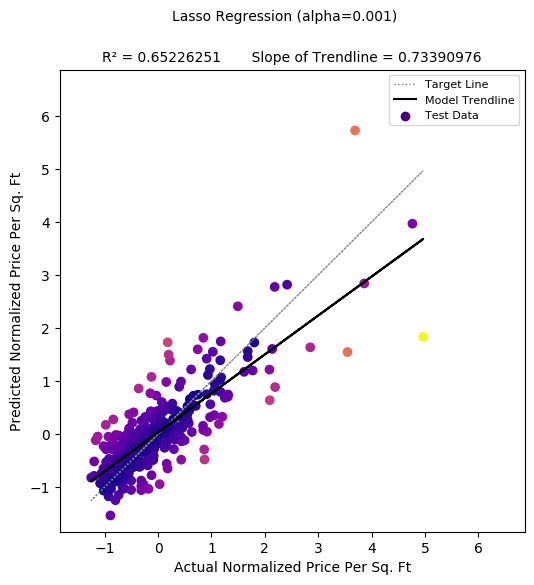 Lasso Regression (alpha=0.001)
R² = 0.65226251 Slope of Trendline = 0.73390976
Target Line
Model Trendline
Test Data
Predicted Normalized Price Per Sq. Ft
6
5
4
3
2
1
0
−1
−1 0 1 2 3 4 5 6
Actual Normalized Price Per Sq. Ft